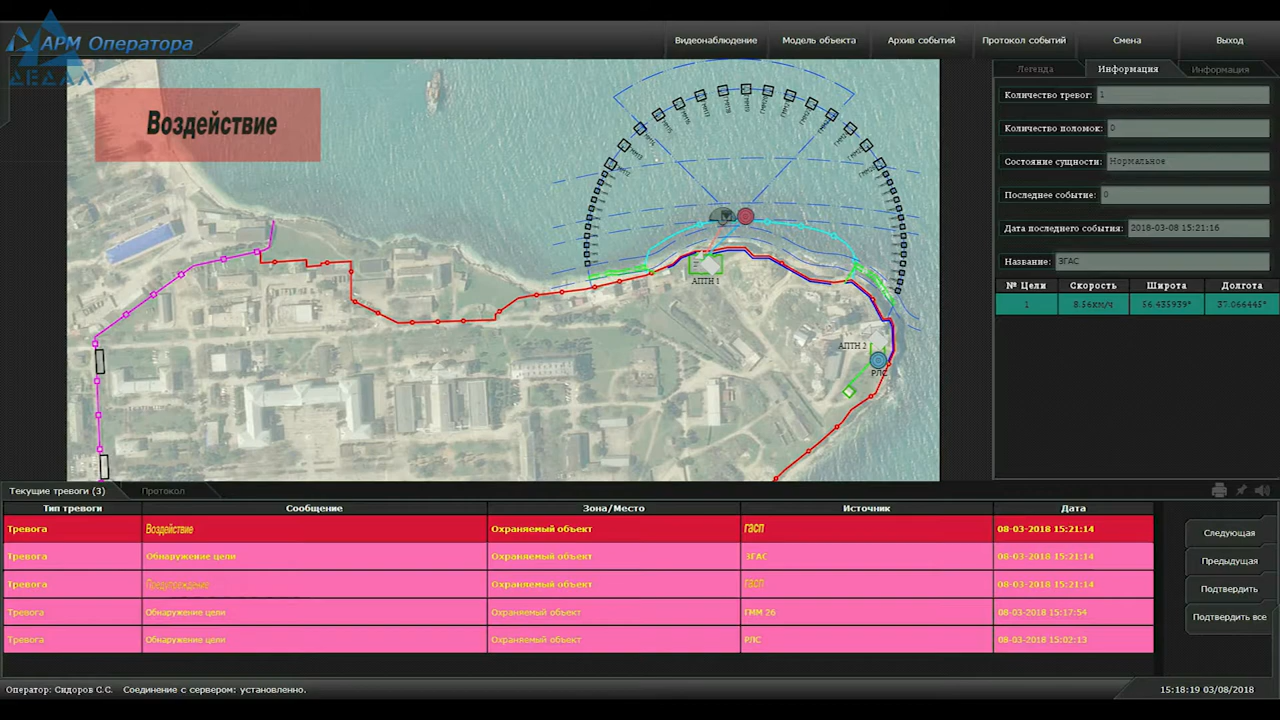 АРМ Оператора
ДЕДАЛ
Видеонаблюдение
Модель объекта
Архив событий
Протокол событий
Смена
Выход
Воздействие
АПТН 1
АПТН 2
РЛС
Легенда
Информация
Информация
Количество тревог: 1
Количество поломок: 0
Состояние сущности: Нормальное
Последнее событие: 0
Дата последнего события: 2018-03-08 15:21:16
Название: ЗГАС
№ Цели Скорость Широта Долгота
1 8.56км/ч 56.435939° 37.066445°
Текущие тревоги (3)
Протокол
Тип тревоги Сообщение Зона/Место Источник Дата
Тревога Воздействие Охраняемый объект ГАСП 08-03-2018 15:21:14
Тревога Обнаружение цели Охраняемый объект ЗГАС 08-03-2018 15:21:14
Тревога Предупреждение Охраняемый объект ГАСП 08-03-2018 15:21:14
Тревога Обнаружение цели Охраняемый объект ГММ 26 08-03-2018 15:17:54
Тревога Обнаружение цели Охраняемый объект РЛС 08-03-2018 15:02:13
Следующая
Предыдущая
Подтвердить
Подтвердить все
Оператор: Сидоров С.С. Соединение с сервером: установленно.
15:18:19 03/08/2018